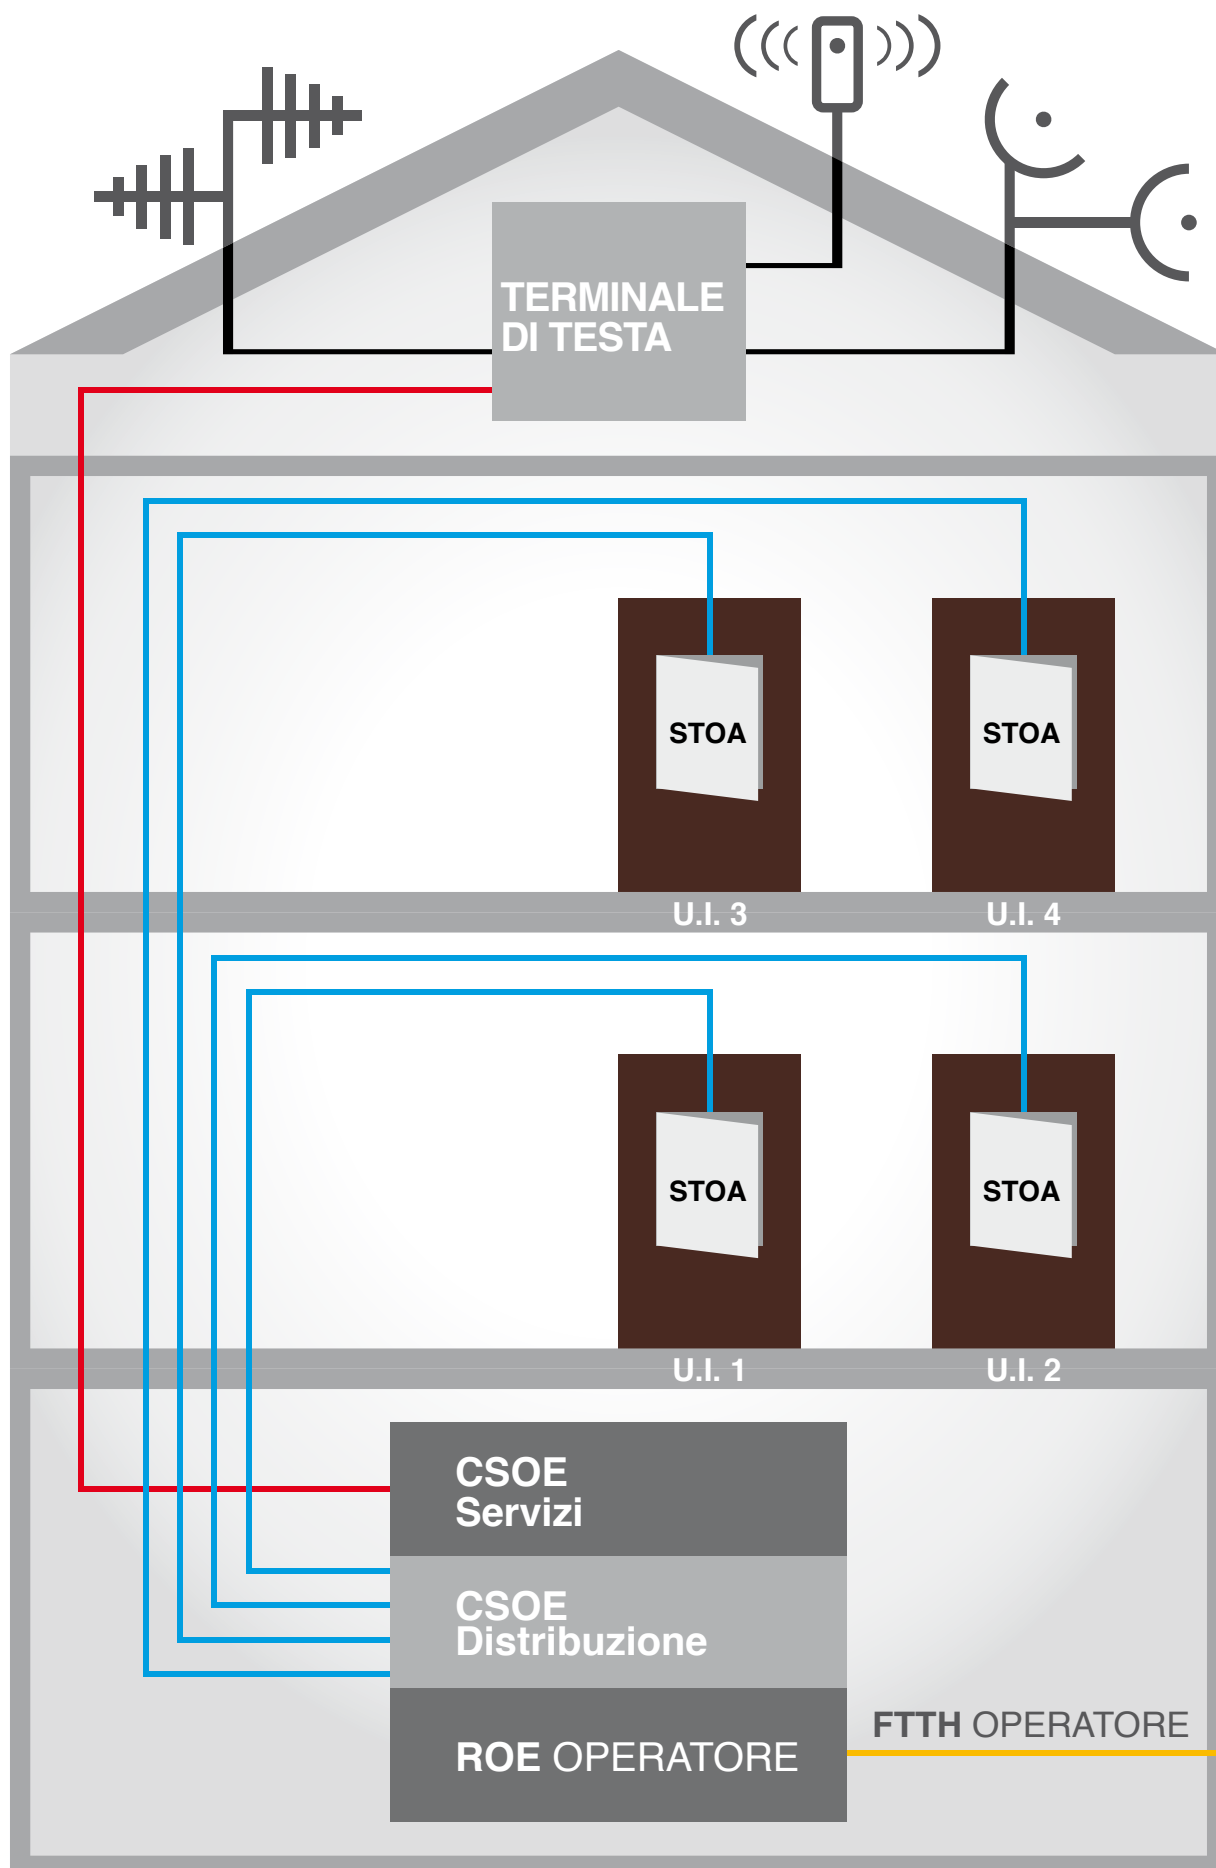 TERMINALE
DI TESTA
STOA
STOA
U.I. 3
U.I. 4
STOA
STOA
U.I. 1
U.I. 2
CSOE
Servizi
CSOE
Distribuzione
FTTH OPERATORE
ROE OPERATORE